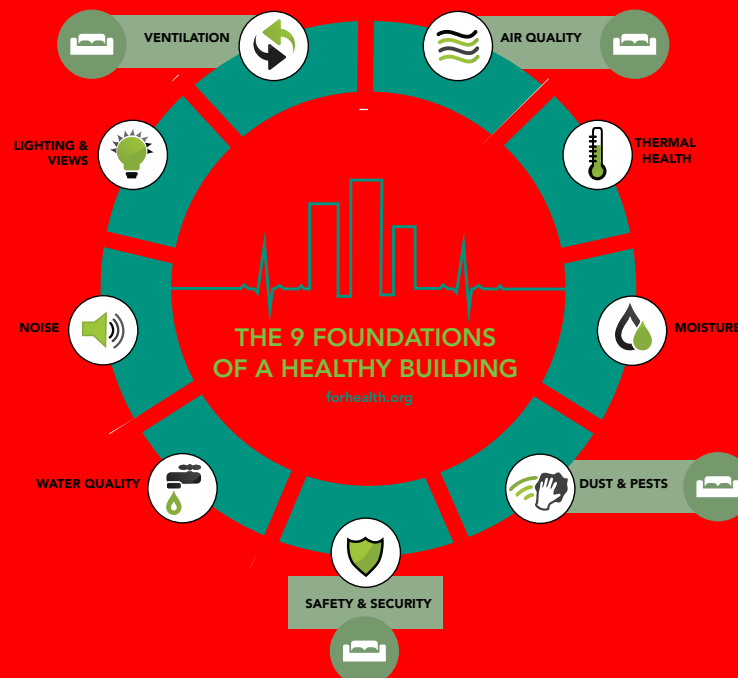 VENTILATION
AIR QUALITY
LIGHTING &
VIEWS
THERMAL
HEALTH
NOISE
MOISTURE
THE 9 FOUNDATIONS
OF A HEALTHY BUILDING
forhealth.org
WATER QUALITY
DUST & PESTS
SAFETY & SECURITY